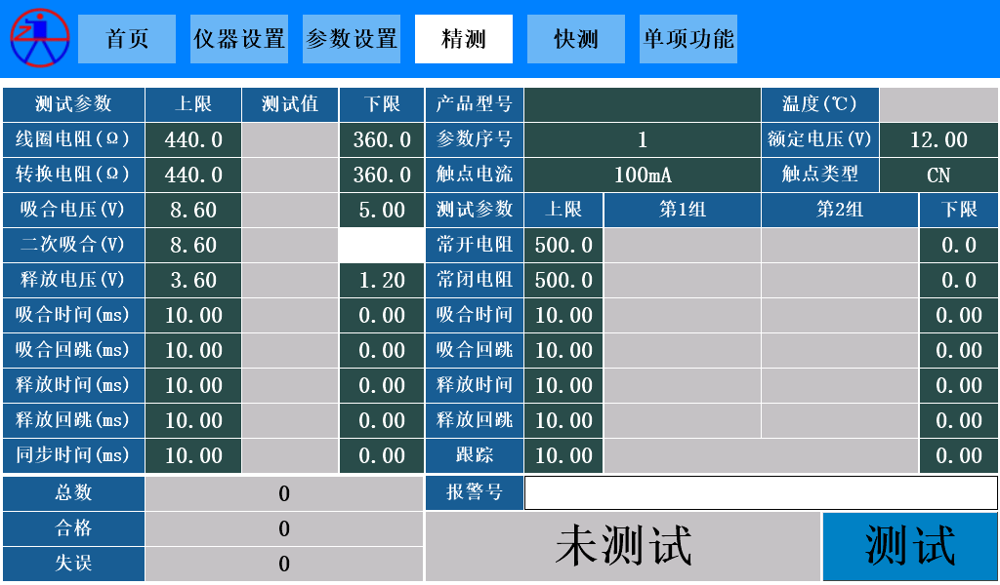 首页 仪器设置 参数设置 精测 快测 单项功能
测试参数 上限 测试值 下限 产品型号 温度(℃)
线圈电阻(Ω) 440.0 360.0 参数序号 1 额定电压(V) 12.00
转换电阻(Ω) 440.0 360.0 触点电流 100mA 触点类型 CN
吸合电压(V) 8.60 5.00 测试参数 上限 第1组 第2组 下限
二次吸合(V) 8.60 常开电阻 500.0 0.0
释放电压(V) 3.60 1.20 常闭电阻 500.0 0.0
吸合时间(ms) 10.00 0.00 吸合时间 10.00 0.00
吸合回跳(ms) 10.00 0.00 吸合回跳 10.00 0.00
释放时间(ms) 10.00 0.00 释放时间 10.00 0.00
释放回跳(ms) 10.00 0.00 释放回跳 10.00 0.00
同步时间(ms) 10.00 0.00 跟踪 10.00 0.00
总数 0 报警号
合格 0 未测试 测试
失误 0